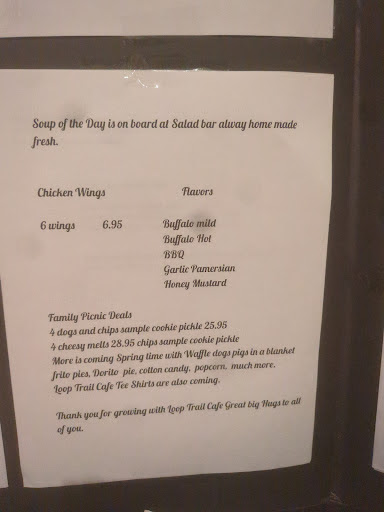 Soup of the Day is on board at Salad bar alway home made
fresh.
Chicken Wings Flavors
6 wings 6.95 Buffalo mild
Buffalo Hot
BBQ
Garlic Pamersian
Honey Mustard
Family Picnic Deals
4 dogs and chips sample cookie pickle 25.95
4 cheesy melts 28.95 chips sample cookie pickle
More is coming Spring time with Waffle dogs pigs in a blanket
frito pies, Dorito pie, cotton candy, popcorn, much more.
Loop Trail Cafe Tee Shirts are also coming.
Thank you for growing with Loop Trail Cafe Great big Hugs to all
of you.